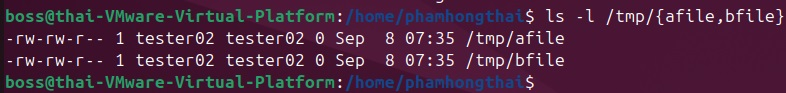 boss@thai-VMware-Virtual-Platform:/home/phamhongthai$ ls -l /tmp/{afile,bfile}
-rw-rw-r-- 1 tester02 tester02 0 Sep  8 07:35 /tmp/afile
-rw-rw-r-- 1 tester02 tester02 0 Sep  8 07:35 /tmp/bfile
boss@thai-VMware-Virtual-Platform:/home/phamhongthai$